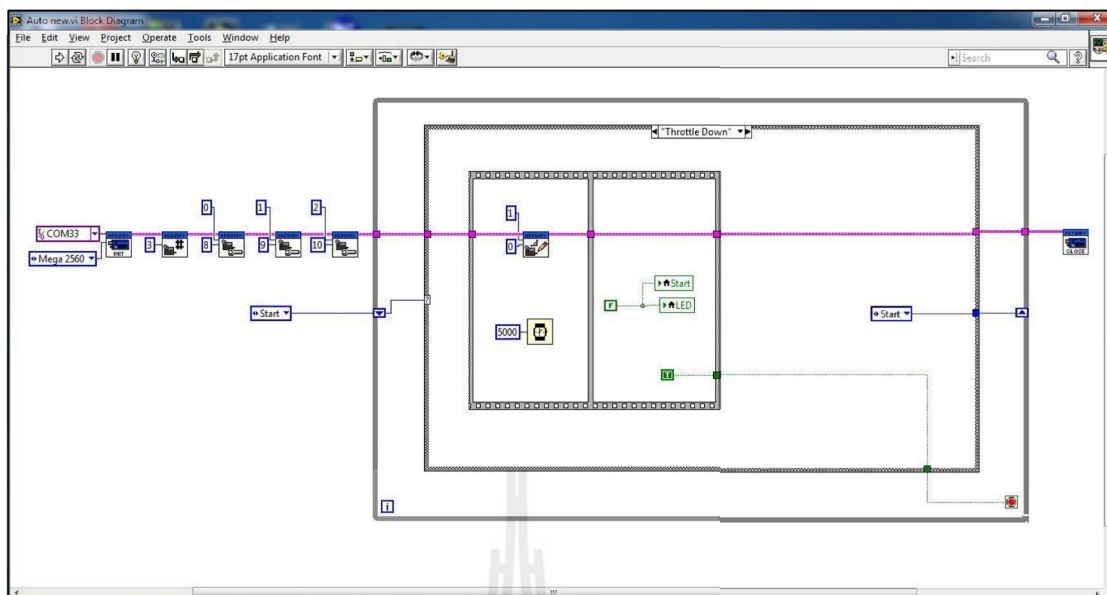 Auto new.vi Block Diagram
File Edit View Project Operate Tools Window Help
17pt Application Font
Search
"Throttle Down"
0 1 2
COM33
1
3 8 9 10
0
INIT
CLOSE
Mega 2560
Start
F
LED
Start
Start
5000
T
i